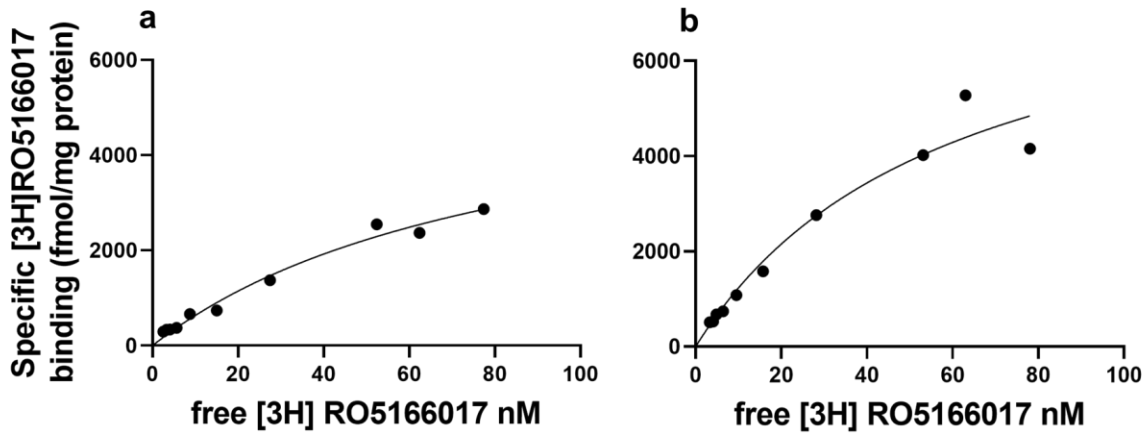 a
b
Specific [3H]RO5166017
binding (fmol/mg protein)
6000
4000
2000
0
0 20 40 60 80 100
free [3H] RO5166017 nM
6000
4000
2000
0
0 20 40 60 80 100
free [3H] RO5166017 nM